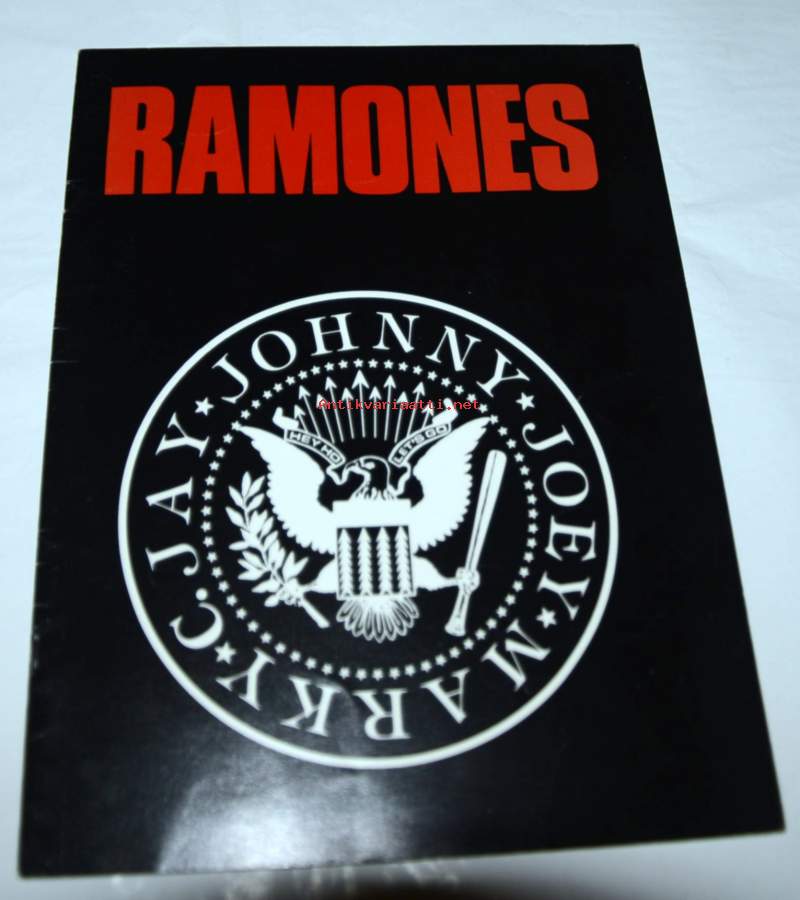 RAMONES
JOHNNY ★ JOEY ★ MARKY ★ C.JAY ★
Antikvariaatti.net
HEY HO
LET'S GO